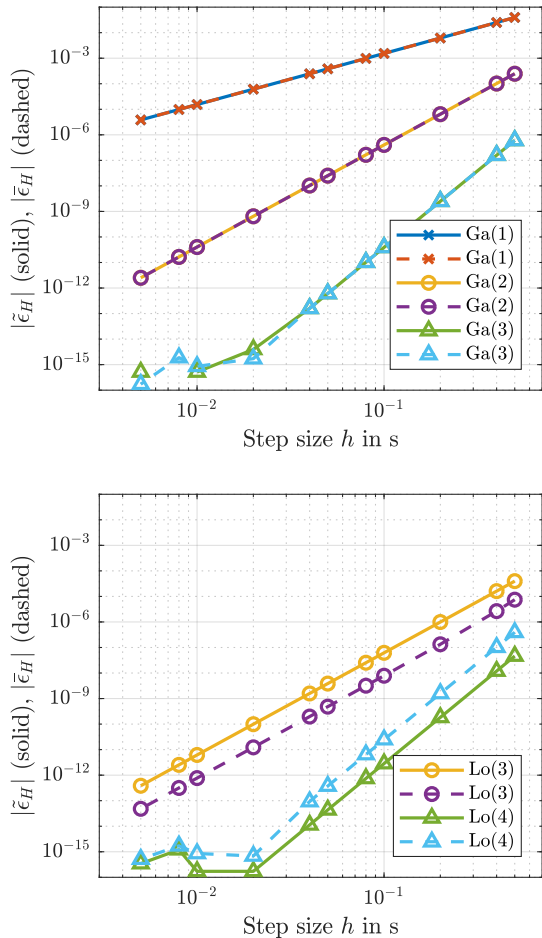 10⁻³
10⁻⁶
10⁻⁹
10⁻¹²
10⁻¹⁵
|ϵ̃_H| (solid), |ϵ̄_H| (dashed)
Ga(1)
Ga(1)
Ga(2)
Ga(2)
Ga(3)
Ga(3)
10⁻² 10⁻¹
Step size h in s
10⁻³
10⁻⁶
10⁻⁹
10⁻¹²
10⁻¹⁵
|ϵ̃_H| (solid), |ϵ̄_H| (dashed)
Lo(3)
Lo(3)
Lo(4)
Lo(4)
10⁻² 10⁻¹
Step size h in s